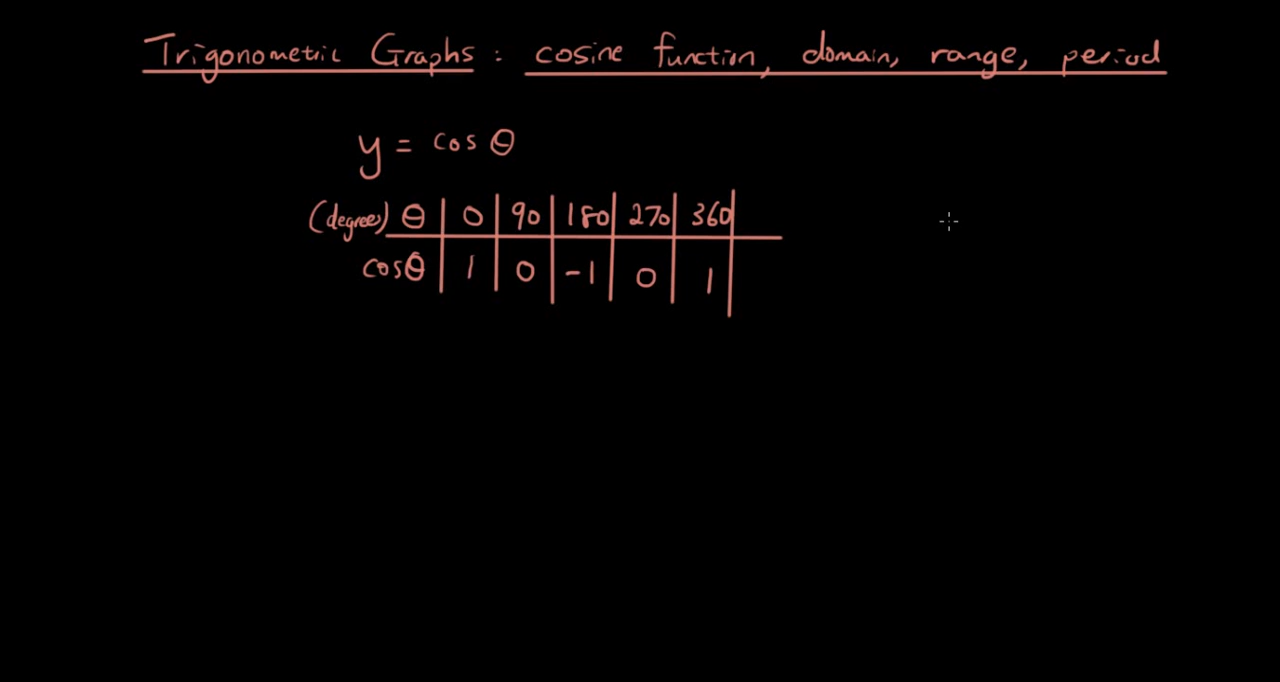 Trigonometric Graphs : cosine function, domain, range, period
y = cos θ
(degrees) θ | 0 | 90 | 180 | 270 | 360 |
cosθ | 1 | 0 | -1 | 0 | 1 |